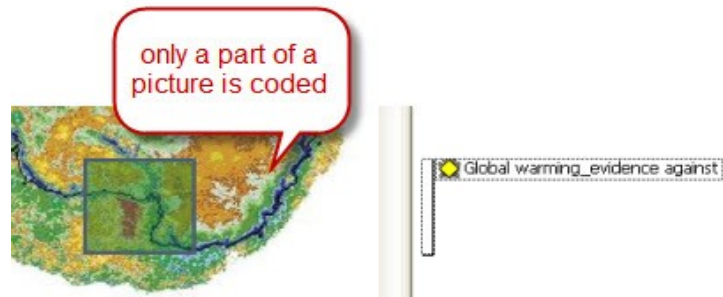 only a part of a
picture is coded
Global warming_evidence against